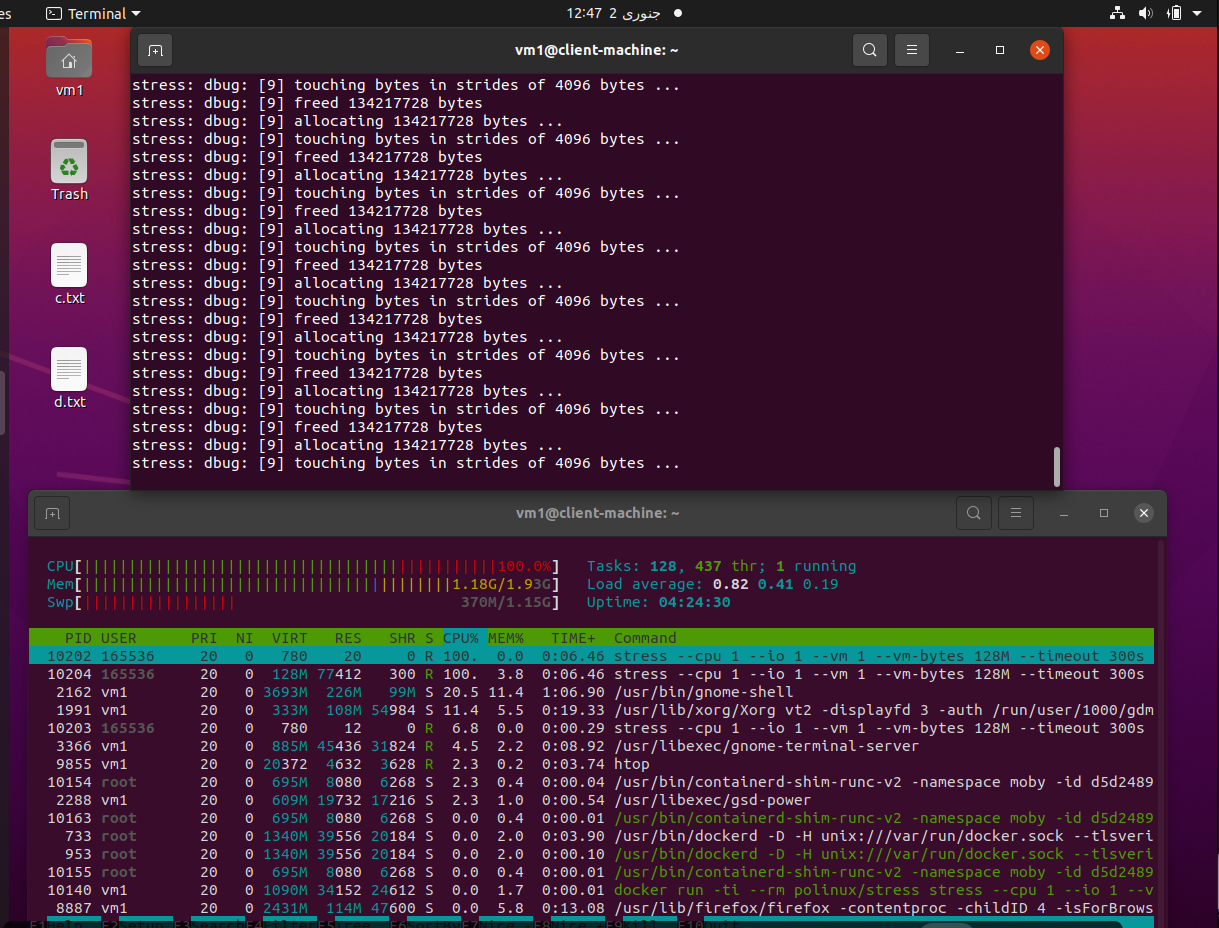 es
Terminal
12:47 2 جنوری
vm1
Trash
c.txt
d.txt
vm1@client-machine: ~
stress: dbug: [9] touching bytes in strides of 4096 bytes ...
stress: dbug: [9] freed 134217728 bytes
stress: dbug: [9] allocating 134217728 bytes ...
stress: dbug: [9] touching bytes in strides of 4096 bytes ...
stress: dbug: [9] freed 134217728 bytes
stress: dbug: [9] allocating 134217728 bytes ...
stress: dbug: [9] touching bytes in strides of 4096 bytes ...
stress: dbug: [9] freed 134217728 bytes
stress: dbug: [9] allocating 134217728 bytes ...
stress: dbug: [9] touching bytes in strides of 4096 bytes ...
stress: dbug: [9] freed 134217728 bytes
stress: dbug: [9] allocating 134217728 bytes ...
stress: dbug: [9] touching bytes in strides of 4096 bytes ...
stress: dbug: [9] freed 134217728 bytes
stress: dbug: [9] allocating 134217728 bytes ...
stress: dbug: [9] touching bytes in strides of 4096 bytes ...
stress: dbug: [9] freed 134217728 bytes
stress: dbug: [9] allocating 134217728 bytes ...
stress: dbug: [9] touching bytes in strides of 4096 bytes ...
stress: dbug: [9] freed 134217728 bytes
stress: dbug: [9] allocating 134217728 bytes ...
stress: dbug: [9] touching bytes in strides of 4096 bytes ...
vm1@client-machine: ~
CPU[100.0%] Tasks: 128, 437 thr; 1 running
Mem[1.18G/1.93G] Load average: 0.82 0.41 0.19
Swp[370M/1.15G] Uptime: 04:24:30
PID USER PRI NI VIRT RES SHR S CPU% MEM% TIME+ Command
10202 165536 20 0 780 20 0 R 100. 0.0 0:06.46 stress --cpu 1 --io 1 --vm 1 --vm-bytes 128M --timeout 300s
10204 165536 20 0 128M 77412 300 R 100. 3.8 0:06.46 stress --cpu 1 --io 1 --vm 1 --vm-bytes 128M --timeout 300s
2162 vm1 20 0 3693M 226M 99M S 20.5 11.4 1:06.90 /usr/bin/gnome-shell
1991 vm1 20 0 333M 108M 54984 S 11.4 5.5 0:19.33 /usr/lib/xorg/Xorg vt2 -displayfd 3 -auth /run/user/1000/gdm
10203 165536 20 0 780 12 0 R 6.8 0.0 0:00.29 stress --cpu 1 --io 1 --vm 1 --vm-bytes 128M --timeout 300s
3366 vm1 20 0 885M 45436 31824 R 4.5 2.2 0:08.92 /usr/libexec/gnome-terminal-server
9855 vm1 20 0 20372 4632 3628 R 2.3 0.2 0:03.74 htop
10154 root 20 0 695M 8080 6268 S 2.3 0.4 0:00.04 /usr/bin/containerd-shim-runc-v2 -namespace moby -id d5d2489
2288 vm1 20 0 609M 19732 17216 S 2.3 1.0 0:00.54 /usr/libexec/gsd-power
10163 root 20 0 695M 8080 6268 S 0.0 0.4 0:00.01 /usr/bin/containerd-shim-runc-v2 -namespace moby -id d5d2489
733 root 20 0 1340M 39556 20184 S 0.0 2.0 0:03.90 /usr/bin/dockerd -D -H unix:///var/run/docker.sock --tlsveri
953 root 20 0 1340M 39556 20184 S 0.0 2.0 0:00.10 /usr/bin/dockerd -D -H unix:///var/run/docker.sock --tlsveri
10155 root 20 0 695M 8080 6268 S 0.0 0.4 0:00.01 /usr/bin/containerd-shim-runc-v2 -namespace moby -id d5d2489
10140 vm1 20 0 1090M 34152 24612 S 0.0 1.7 0:00.01 docker run -ti --rm polinux/stress stress --cpu 1 --io 1 --v
8887 vm1 20 0 2431M 114M 47600 S 0.0 5.8 0:13.08 /usr/lib/firefox/firefox -contentproc -childID 4 -isForBrows